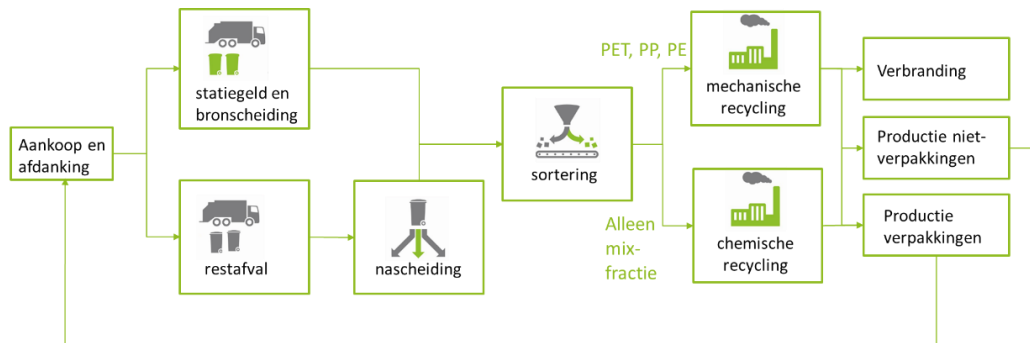 Aankoop en
afdanking
statiegeld en
bronscheiding
restafval
nascheiding
sortering
PET, PP, PE
Alleen
mix-
fractie
mechanische
recycling
chemische
recycling
Verbranding
Productie niet-
verpakkingen
Productie
verpakkingen